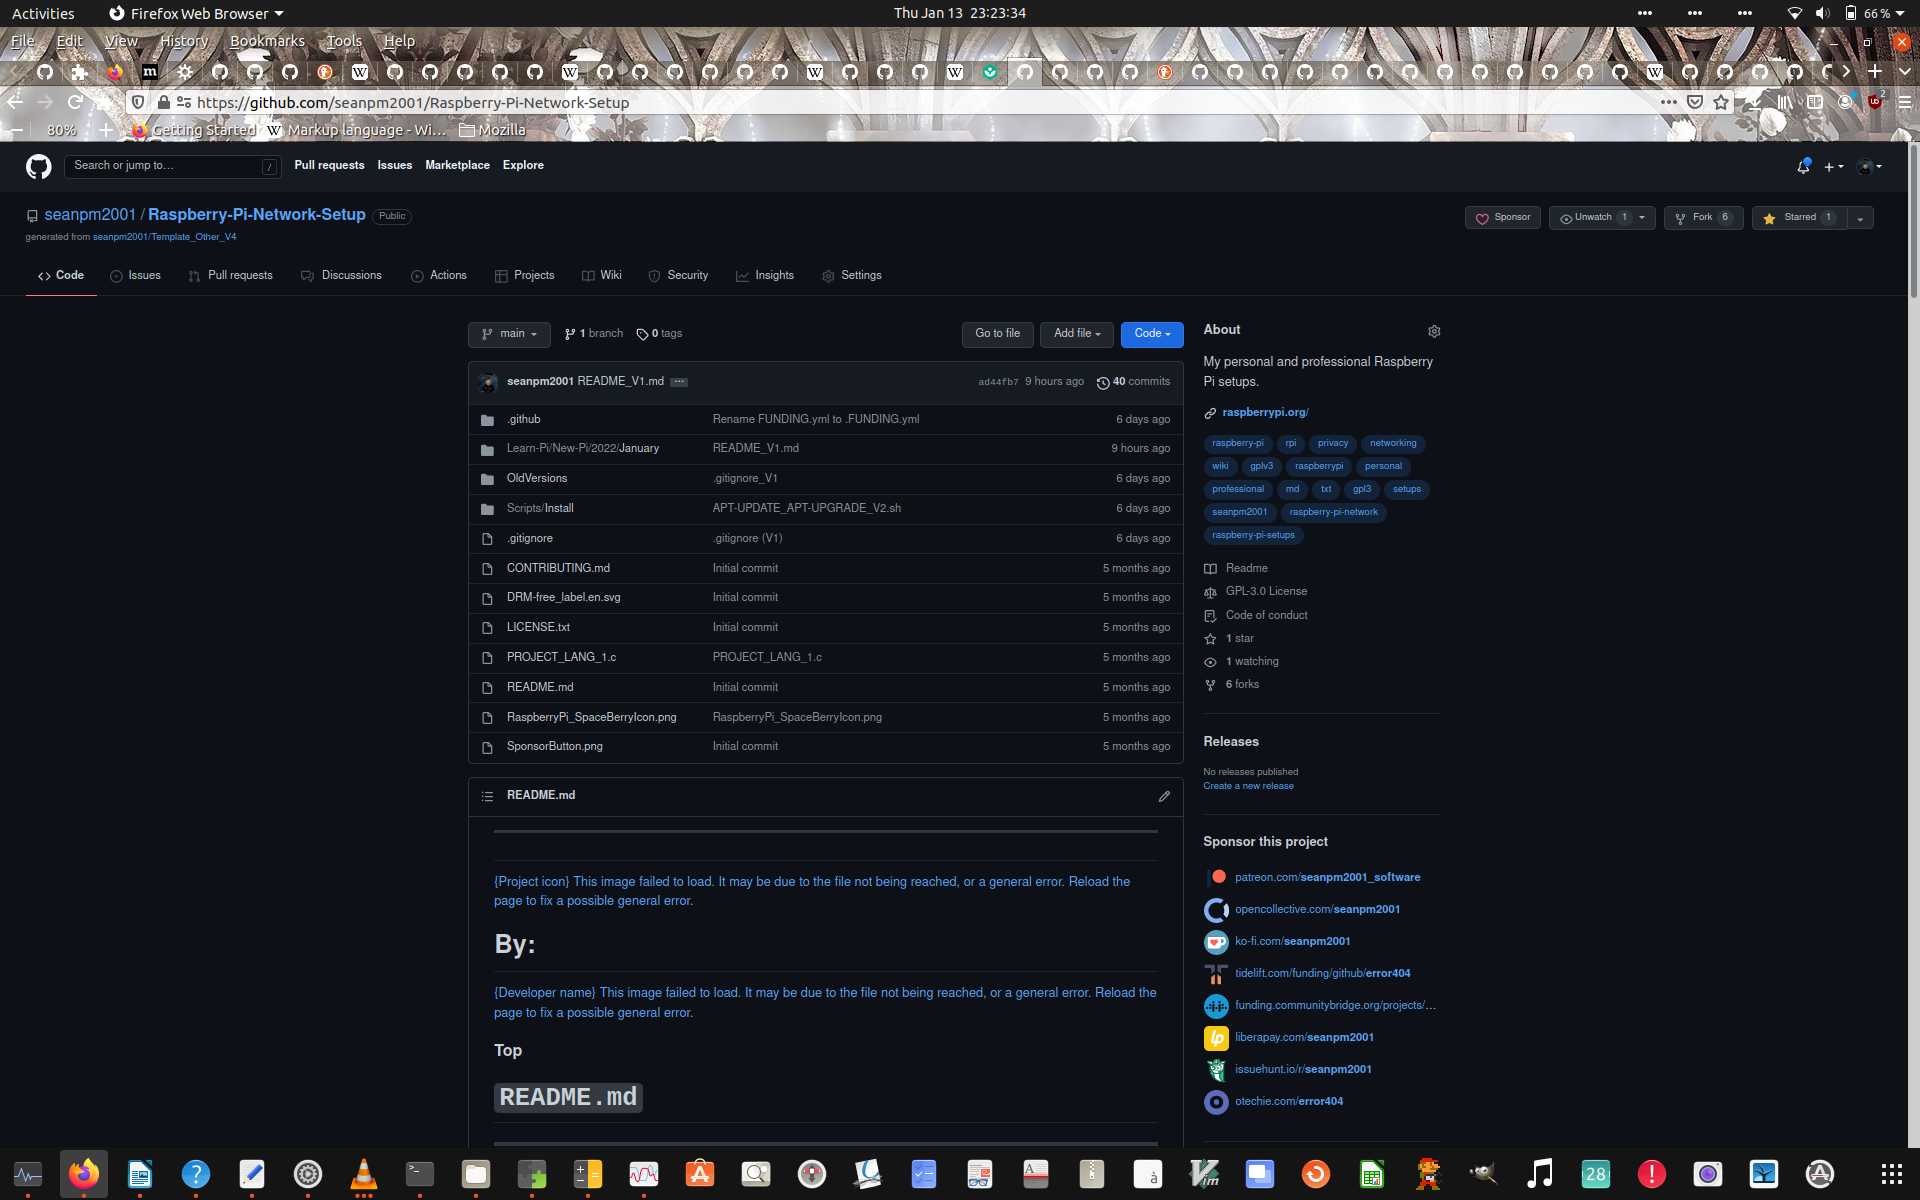 Activities Firefox Web Browser Thu Jan 13 23:23:34 66 %
File Edit View History Bookmarks Tools Help
https://github.com/seanpm2001/Raspberry-Pi-Network-Setup 2
80% Getting Started Markup language - Wi… Mozilla
Search or jump to… / Pull requests Issues Marketplace Explore
seanpm2001 / Raspberry-Pi-Network-Setup Public Sponsor Unwatch 1 Fork 6 Starred 1
generated from seanpm2001/Template_Other_V4
Code Issues Pull requests Discussions Actions Projects Wiki Security Insights Settings
main 1 branch 0 tags Go to file Add file Code
seanpm2001 README_V1.md ad44fb7 9 hours ago 40 commits
.github Rename FUNDING.yml to .FUNDING.yml 6 days ago
Learn-Pi/New-Pi/2022/January README_V1.md 9 hours ago
OldVersions .gitignore_V1 6 days ago
Scripts/Install APT-UPDATE_APT-UPGRADE_V2.sh 6 days ago
.gitignore .gitignore (V1) 6 days ago
CONTRIBUTING.md Initial commit 5 months ago
DRM-free_label.en.svg Initial commit 5 months ago
LICENSE.txt Initial commit 5 months ago
PROJECT_LANG_1.c PROJECT_LANG_1.c 5 months ago
README.md Initial commit 5 months ago
RaspberryPi_SpaceBerryIcon.png RaspberryPi_SpaceBerryIcon.png 5 months ago
SponsorButton.png Initial commit 5 months ago
README.md
{Project icon} This image failed to load. It may be due to the file not being reached, or a general error. Reload the
page to fix a possible general error.
By:
{Developer name} This image failed to load. It may be due to the file not being reached, or a general error. Reload the
page to fix a possible general error.
Top
README.md
About
My personal and professional Raspberry
Pi setups.
raspberrypi.org/
raspberry-pi rpi privacy networking
wiki gplv3 raspberrypi personal
professional md txt gpl3 setups
seanpm2001 raspberry-pi-network
raspberry-pi-setups
Readme
GPL-3.0 License
Code of conduct
1 star
1 watching
6 forks
Releases
No releases published
Create a new release
Sponsor this project
patreon.com/seanpm2001_software
opencollective.com/seanpm2001
ko-fi.com/seanpm2001
tidelift.com/funding/github/error404
funding.communitybridge.org/projects/…
liberapay.com/seanpm2001
issuehunt.io/r/seanpm2001
otechie.com/error404
28